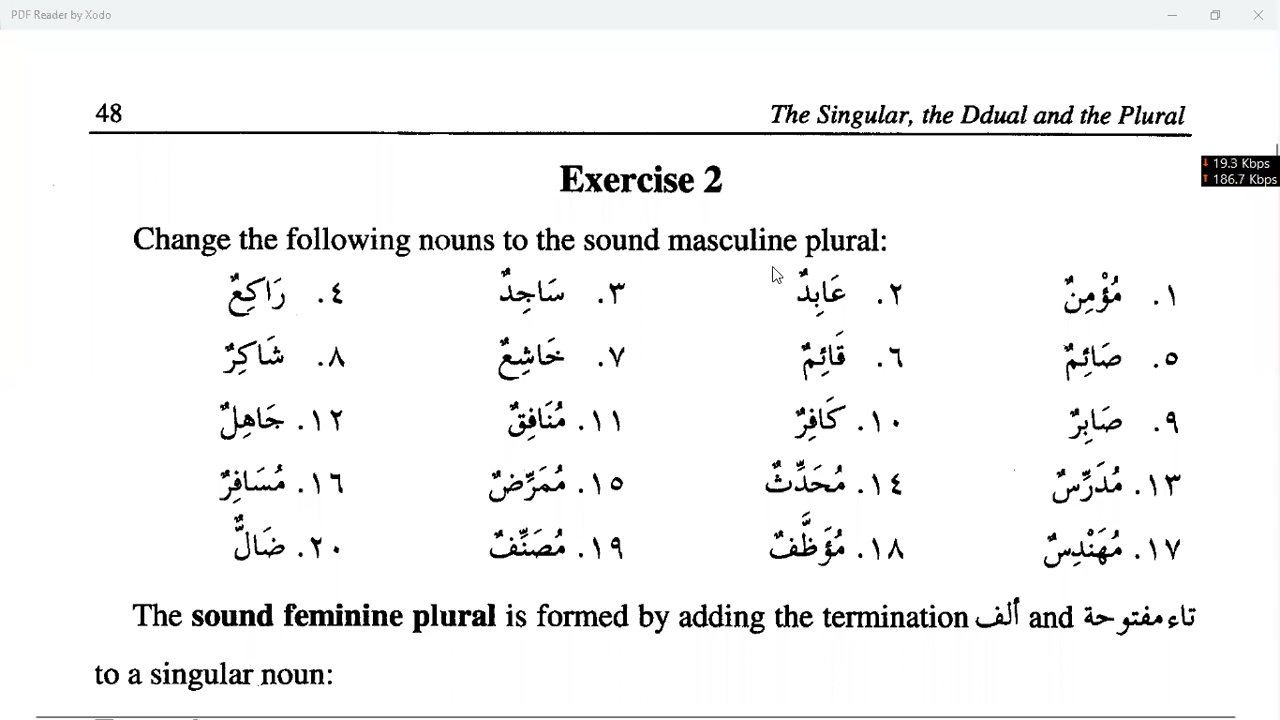 PDF Reader by Xodo
48 The Singular, the Ddual and the Plural
↓ 19.3 Kbps
↑ 186.7 Kbps
Exercise 2
Change the following nouns to the sound masculine plural:
١. مُؤْمِنٌ ٢. عَابِدٌ ٣. سَاجِدٌ ٤. رَاكِعٌ
٥. صَائِمٌ ٦. قَائِمٌ ٧. خَاشِعٌ ٨. شَاكِرٌ
٩. صَابِرٌ ١٠. كَافِرٌ ١١. مُنَافِقٌ ١٢. جَاهِلٌ
١٣. مُدَرِّسٌ ١٤. مُحَدِّثٌ ١٥. مُمَرِّضٌ ١٦. مُسَافِرٌ
١٧. مُهَنْدِسٌ ١٨. مُؤَظَّفٌ ١٩. مُصَنِّفٌ ٢٠. ضَالٌّ
The sound feminine plural is formed by adding the termination ألف and تاء مفتوحة
to a singular noun: